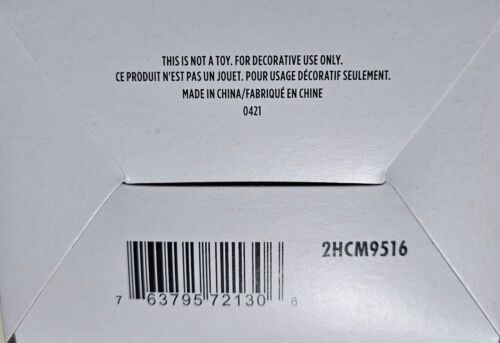 THIS IS NOT A TOY. FOR DECORATIVE USE ONLY.
CE PRODUIT N'EST PAS UN JOUET. POUR USAGE DÉCORATIF SEULEMENT.
MADE IN CHINA/FABRIQUÉ EN CHINE
0421
2HCM9516
7 63795 72130 6